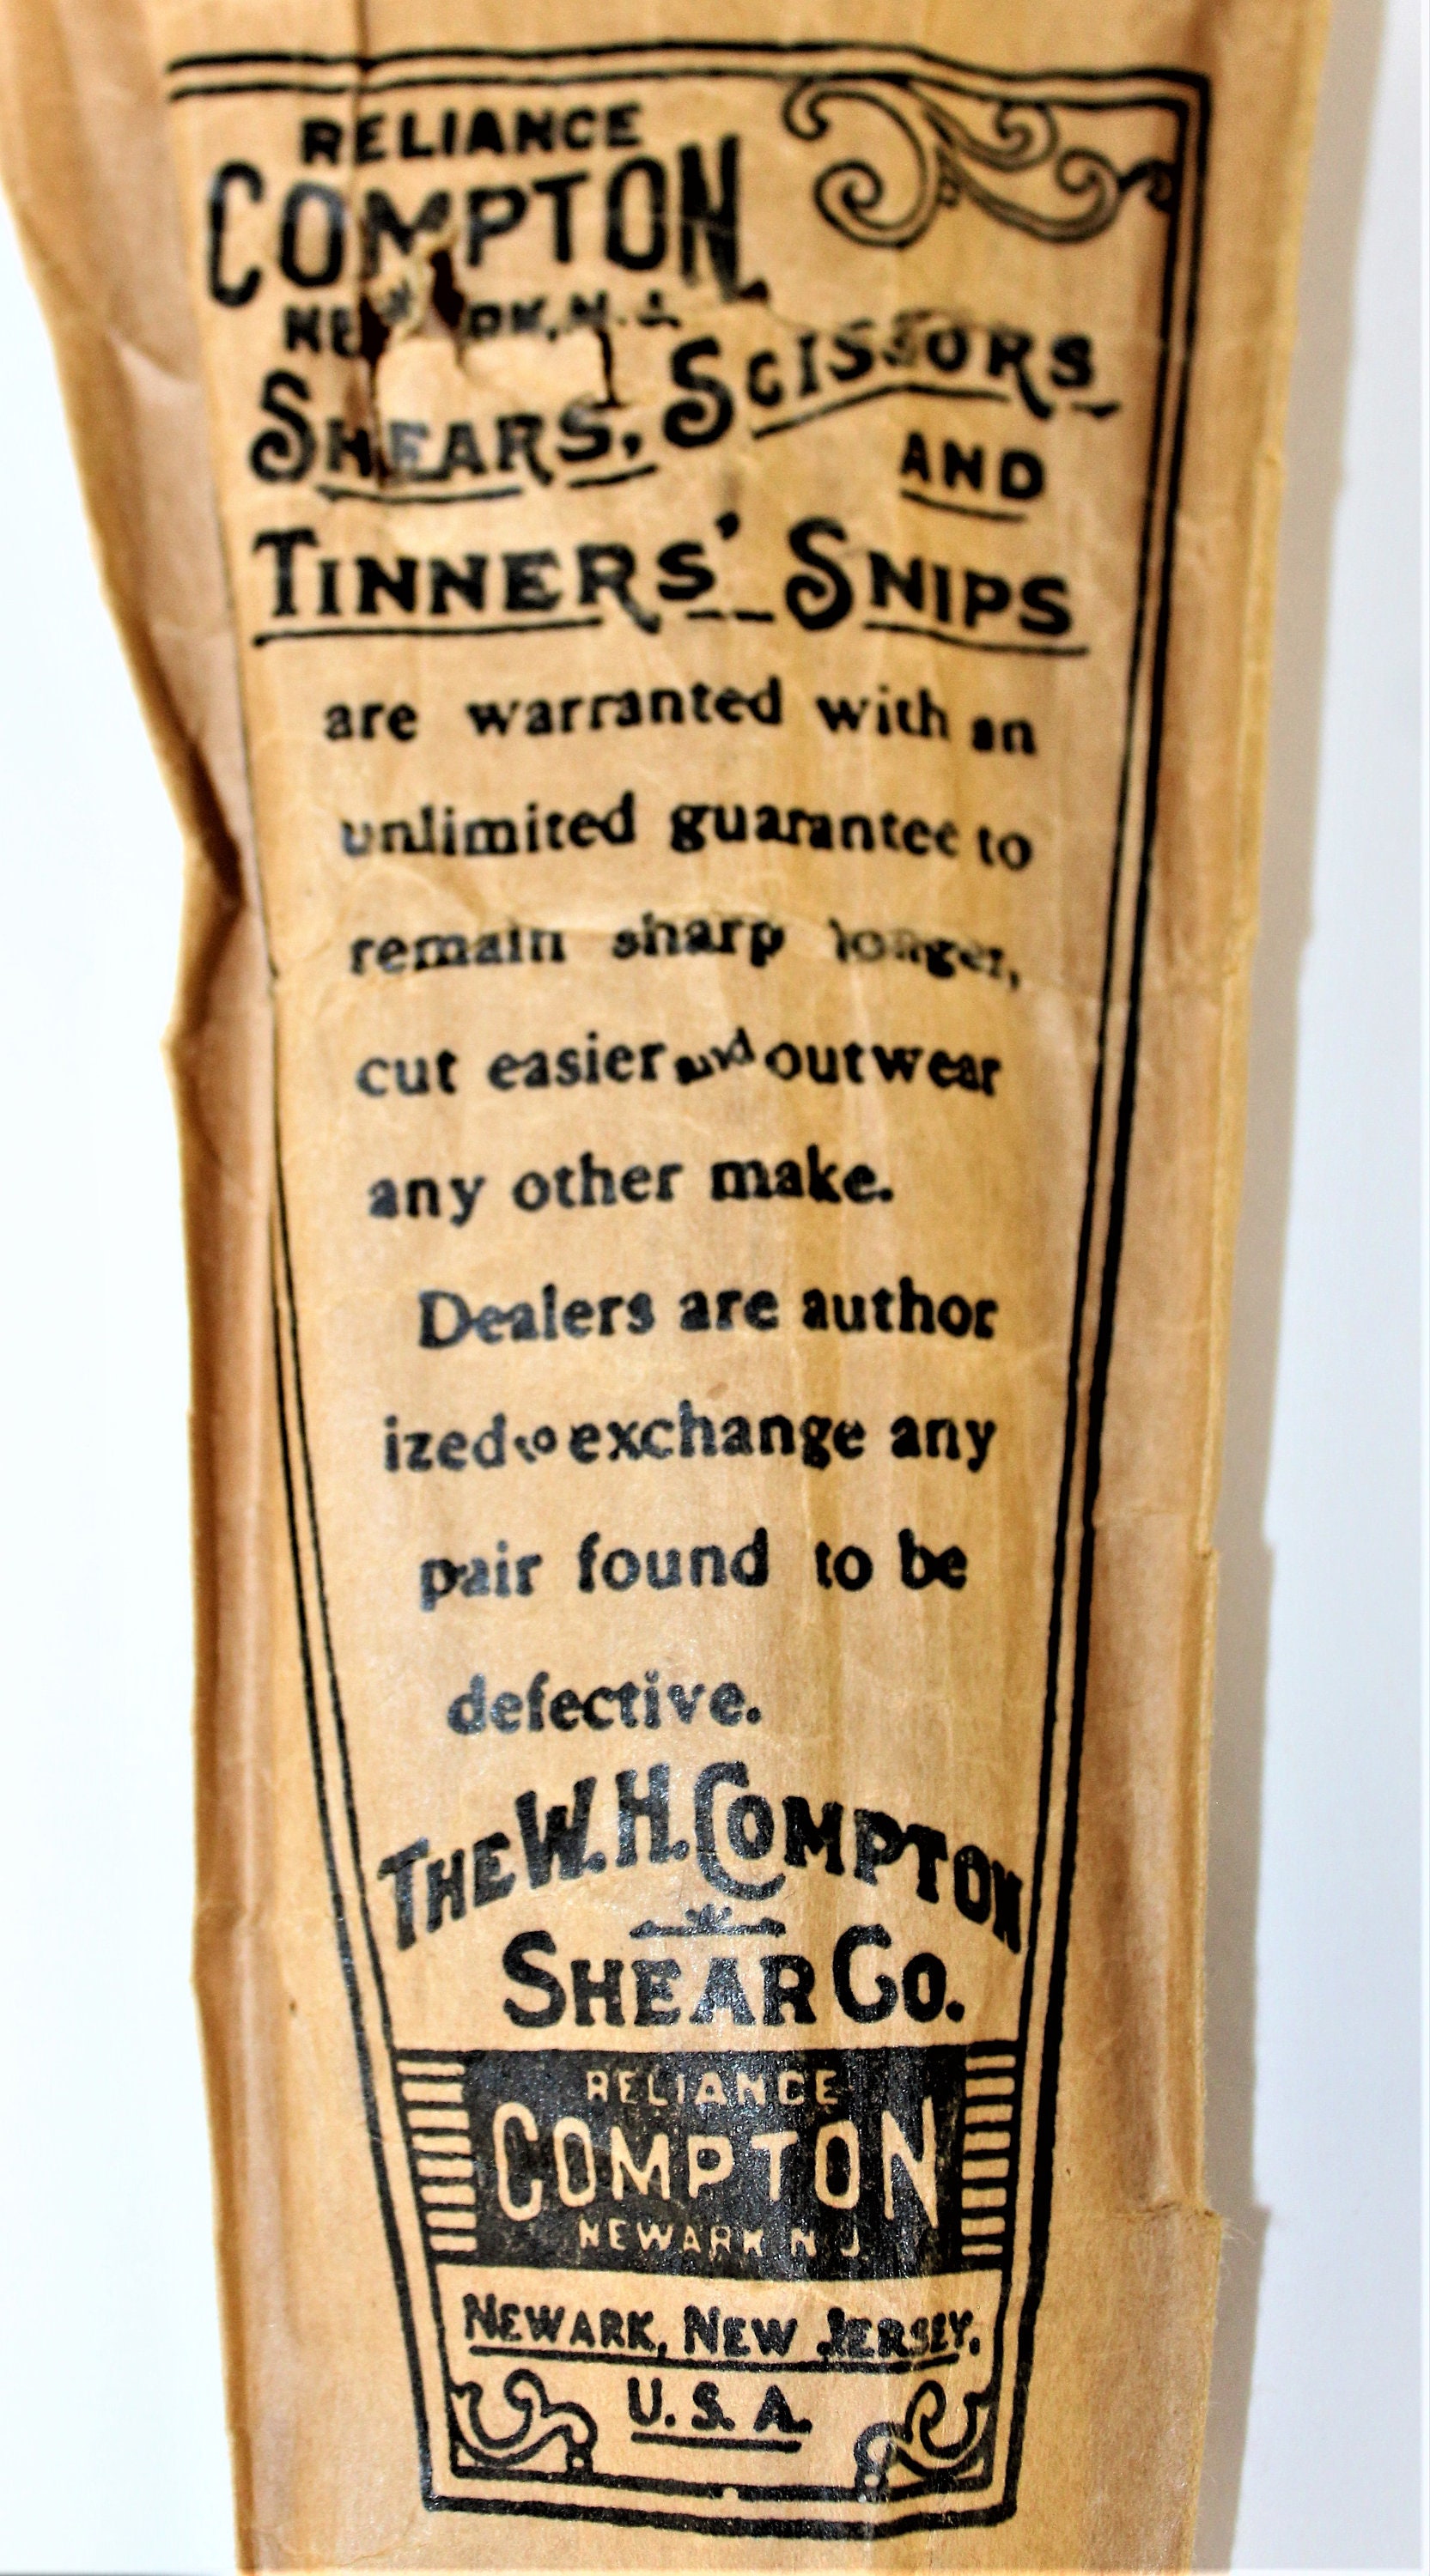 RELIANCE
COMPTON
N.J.
SHEARS, SCISSORS
AND
TINNERS' SNIPS
are warranted with an
unlimited guarantee to
remain sharp longer,
cut easier and outwear
any other make.
Dealers are author
ized to exchange any
pair found to be
defective.
THE W. H. COMPTON
SHEAR CO.
RELIANCE
COMPTON
NEWARK N J
NEWARK, NEW JERSEY.
U. S. A.